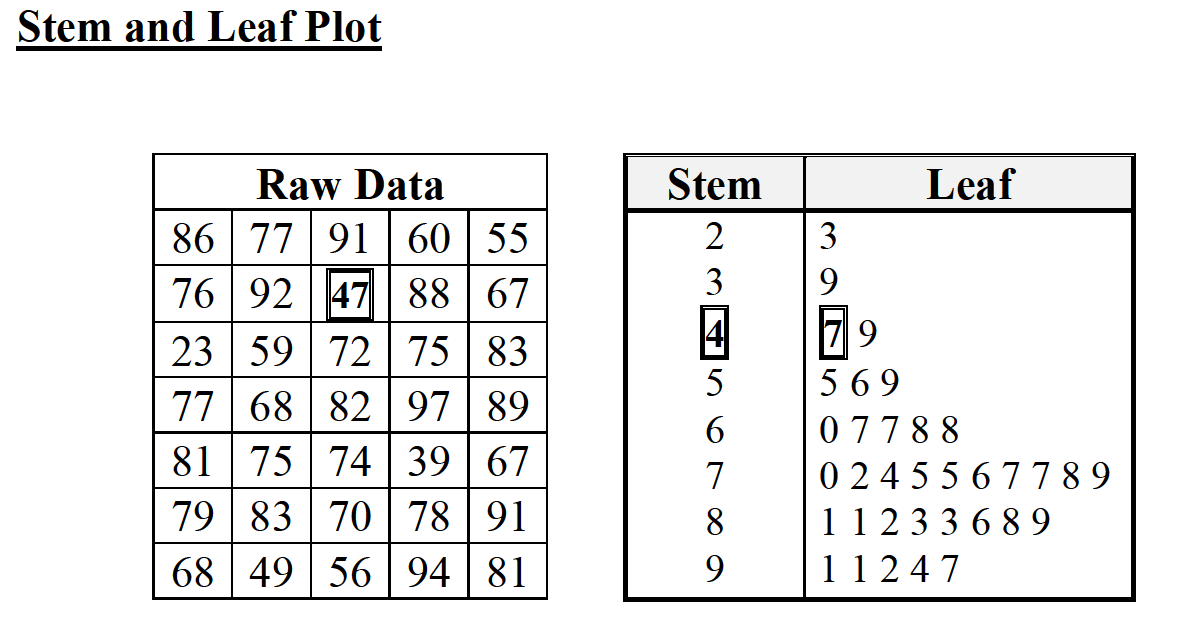 Stem and Leaf Plot
Raw Data
86 77 91 60 55
76 92 47 88 67
23 59 72 75 83
77 68 82 97 89
81 75 74 39 67
79 83 70 78 91
68 49 56 94 81
Stem Leaf
2 3
3 9
4 7 9
5 5 6 9
6 0 7 7 8 8
7 0 2 4 5 5 6 7 7 8 9
8 1 1 2 3 3 6 8 9
9 1 1 2 4 7